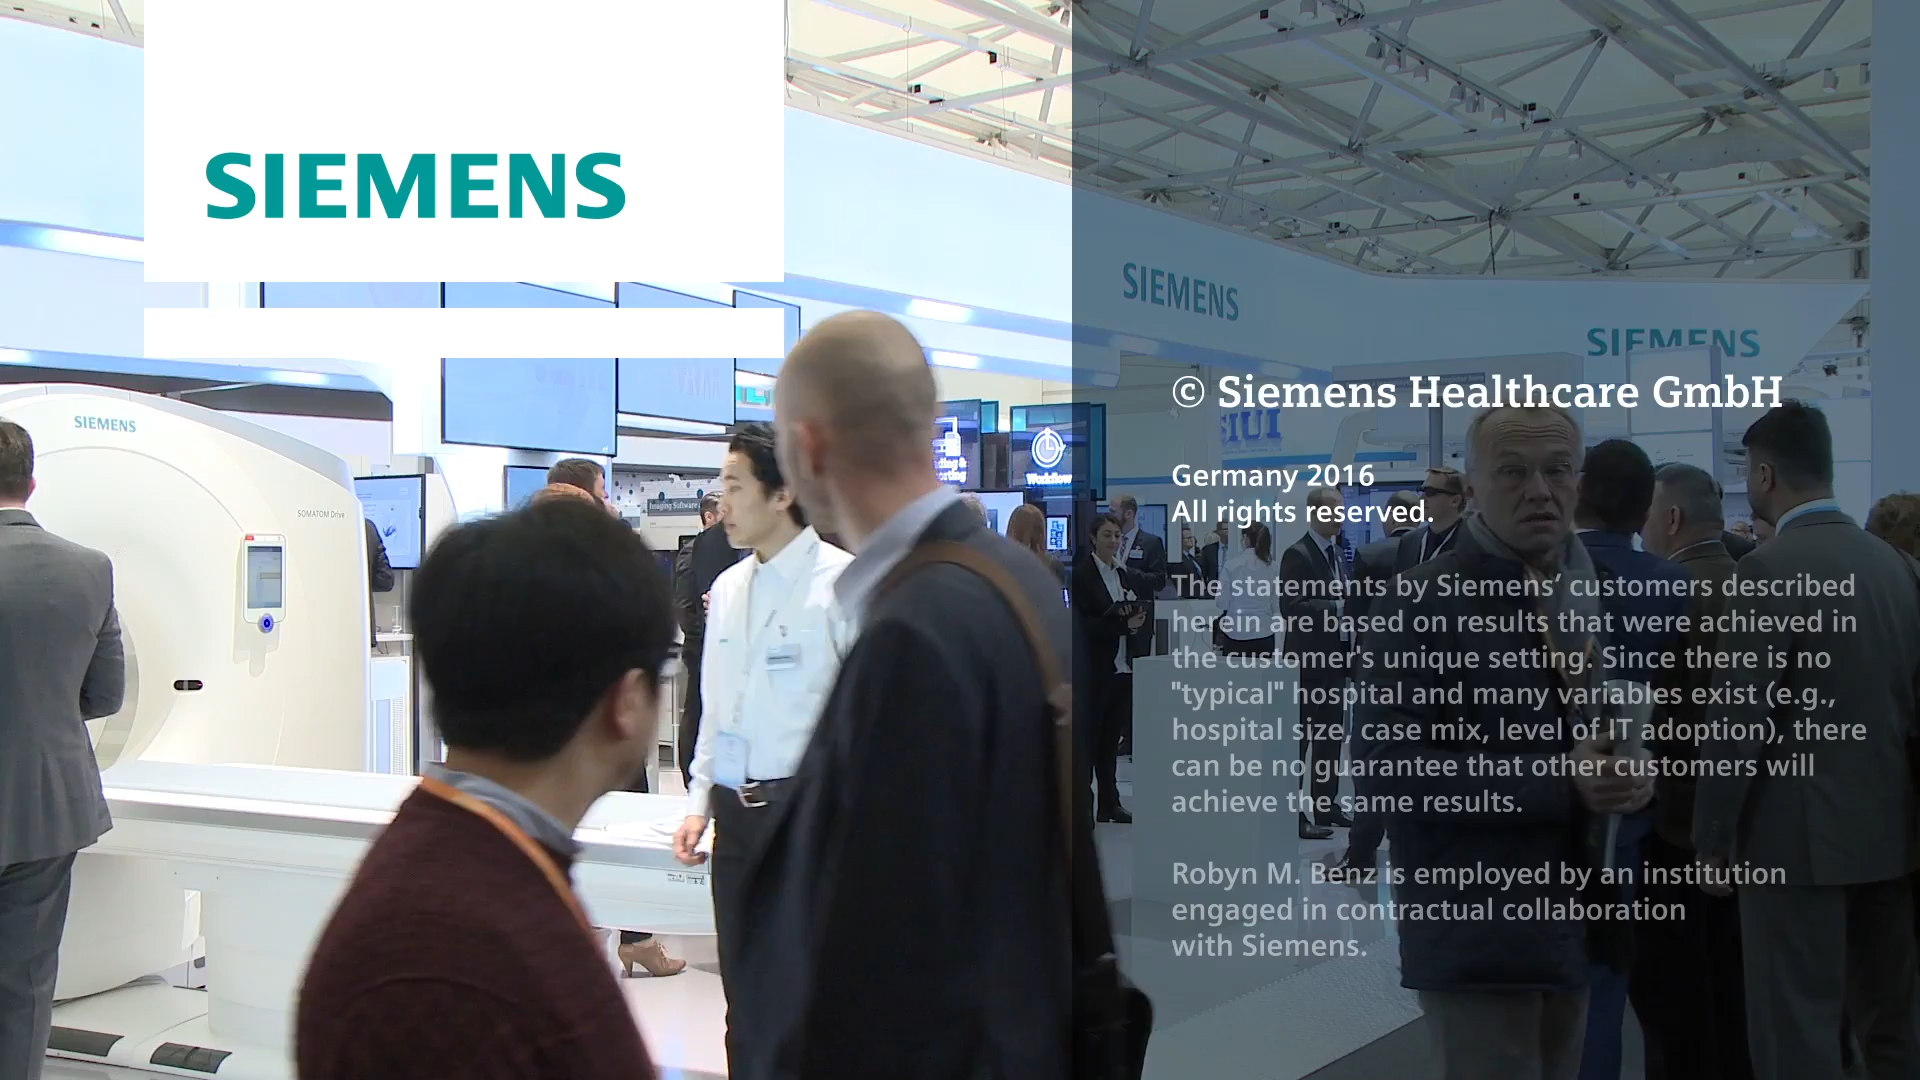 SIEMENS
SIEMENS
SIEMENS
© Siemens Healthcare GmbH
SIEMENS
SOMATOM Drive
Workflow
Imaging Software
SIUI
Germany 2016
All rights reserved.
The statements by Siemens’ customers described
herein are based on results that were achieved in
the customer's unique setting. Since there is no
"typical" hospital and many variables exist (e.g.,
hospital size, case mix, level of IT adoption), there
can be no guarantee that other customers will
achieve the same results.
Robyn M. Benz is employed by an institution
engaged in contractual collaboration
with Siemens.